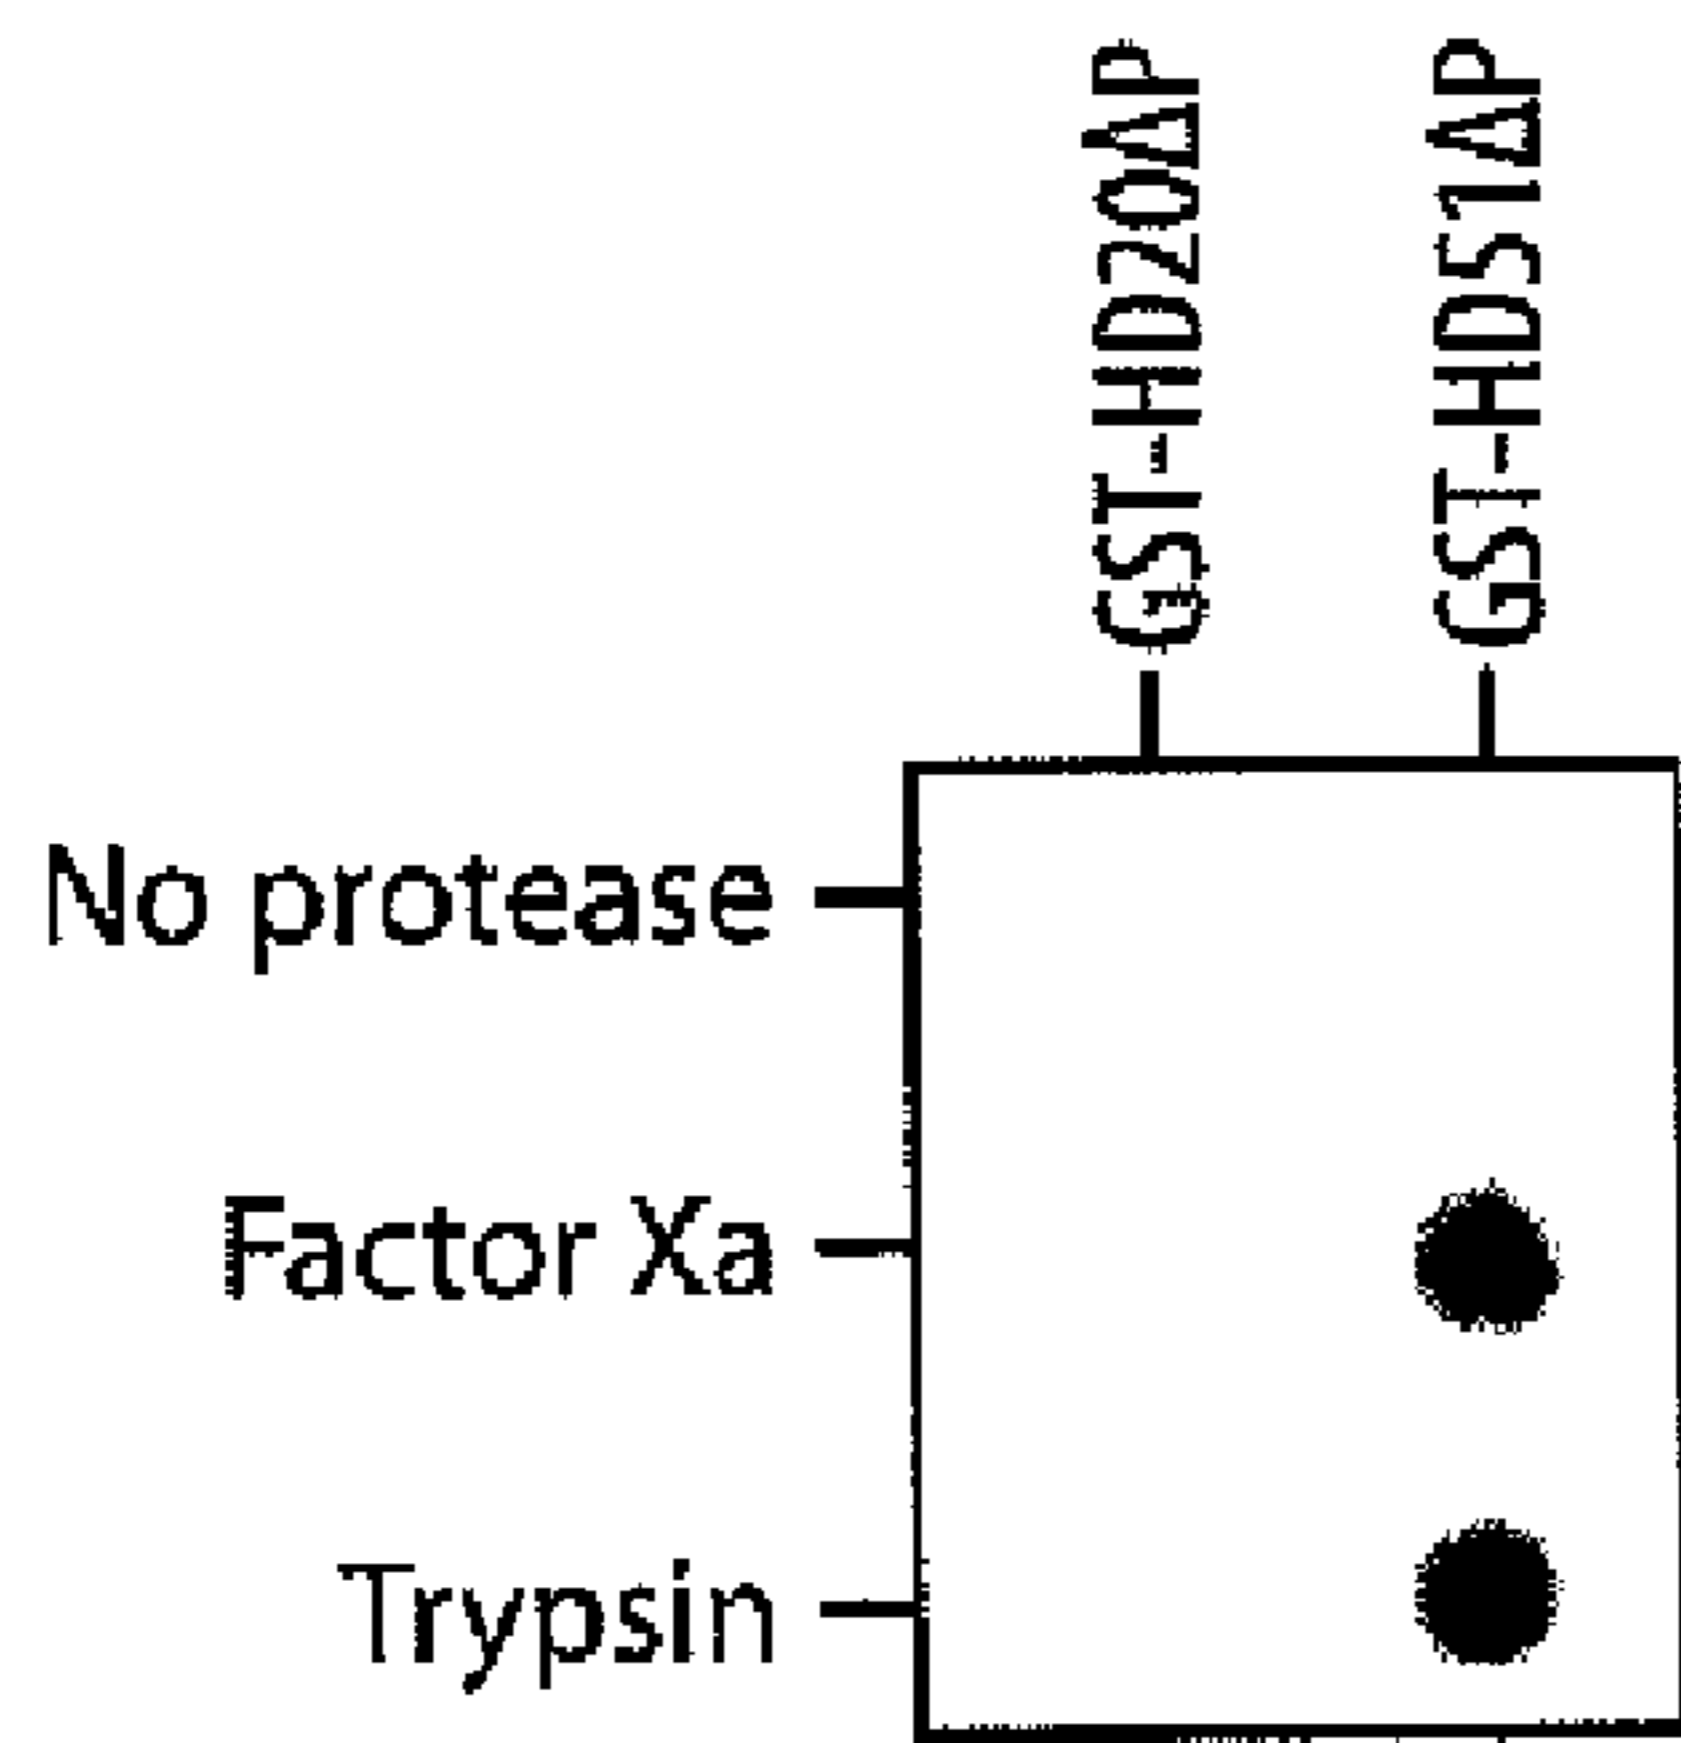 GST-HD20ΔP
GST-HD51ΔP
No protease
Factor Xa
Trypsin